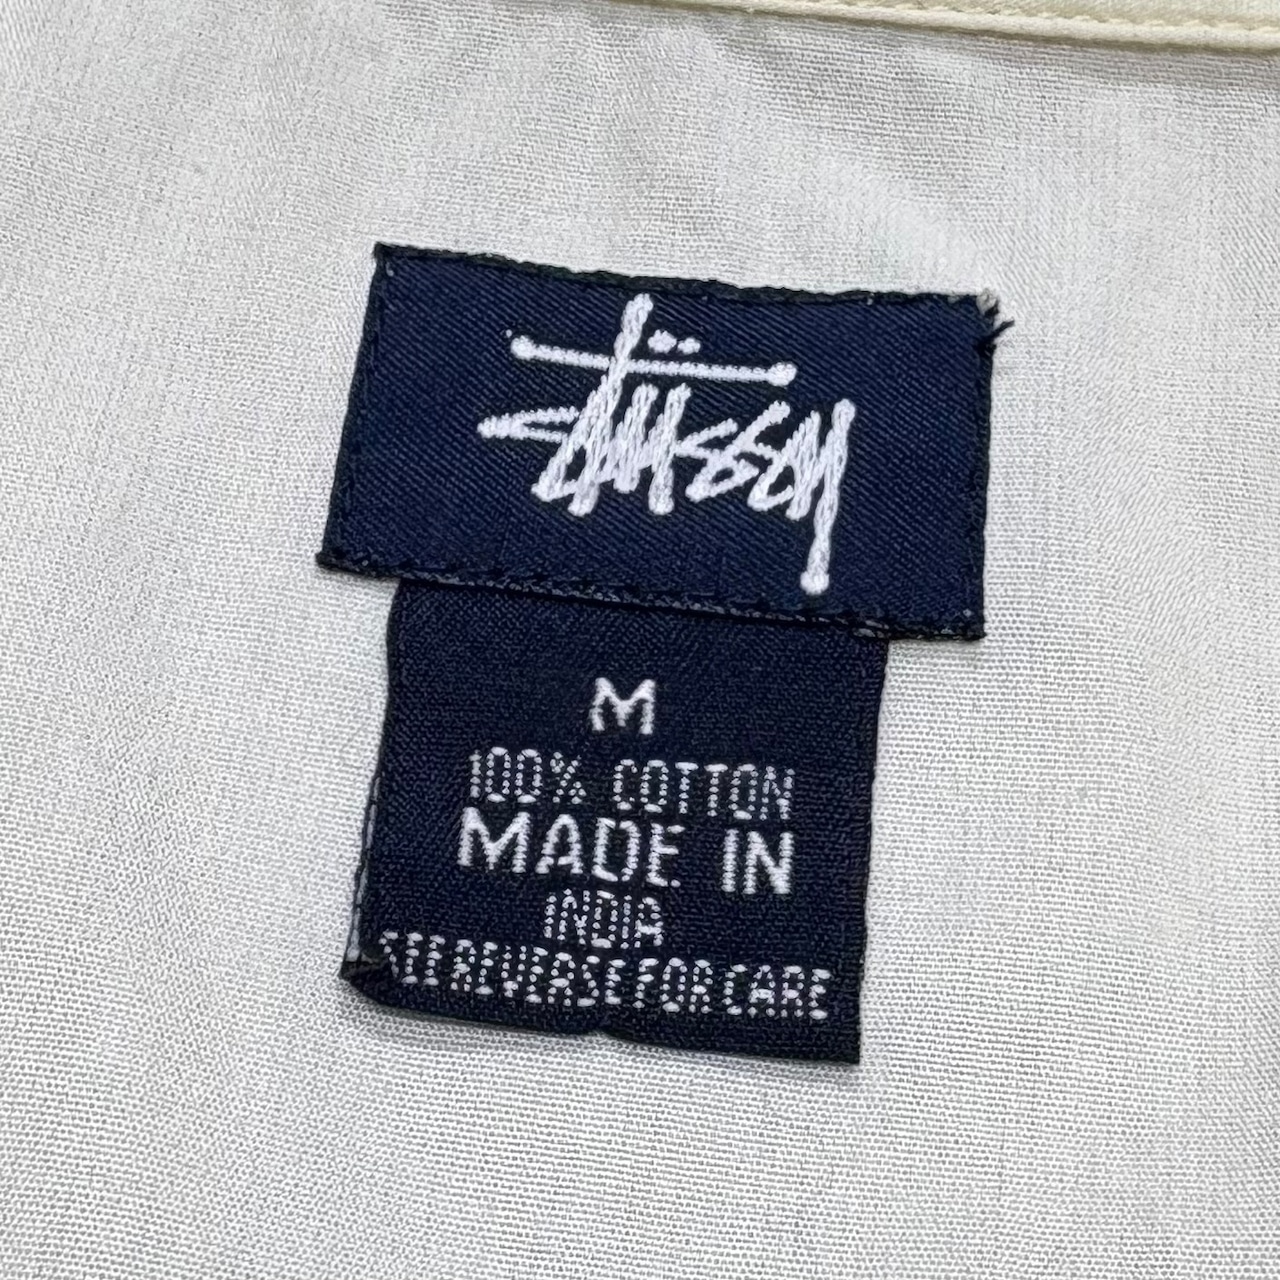 Stüssy
M
100% COTTON
MADE IN
INDIA
SEE REVERSE FOR CARE